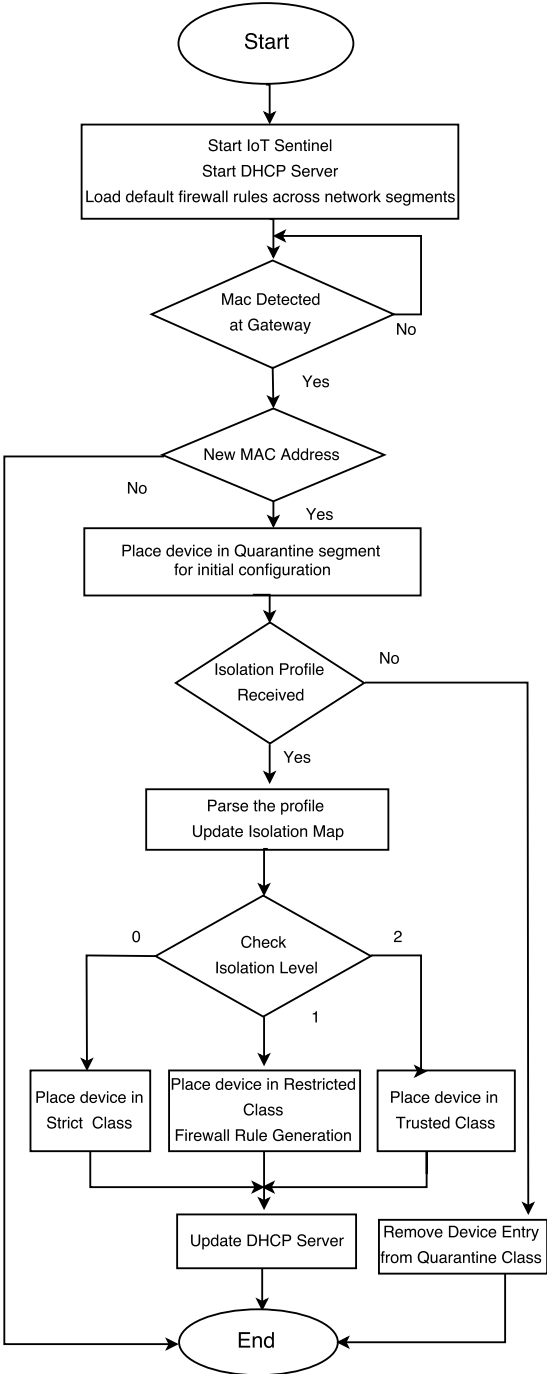 Start
Start IoT Sentinel
Start DHCP Server
Load default firewall rules across network segments
Mac Detected
at Gateway
No
Yes
New MAC Address
No
Yes
Place device in Quarantine segment
for initial configuration
No
Isolation Profile
Received
Yes
Parse the profile
Update Isolation Map
0
2
Check
Isolation Level
1
Place device in
Strict Class
Place device in Restricted
Class
Firewall Rule Generation
Place device in
Trusted Class
Update DHCP Server
Remove Device Entry
from Quarantine Class
End